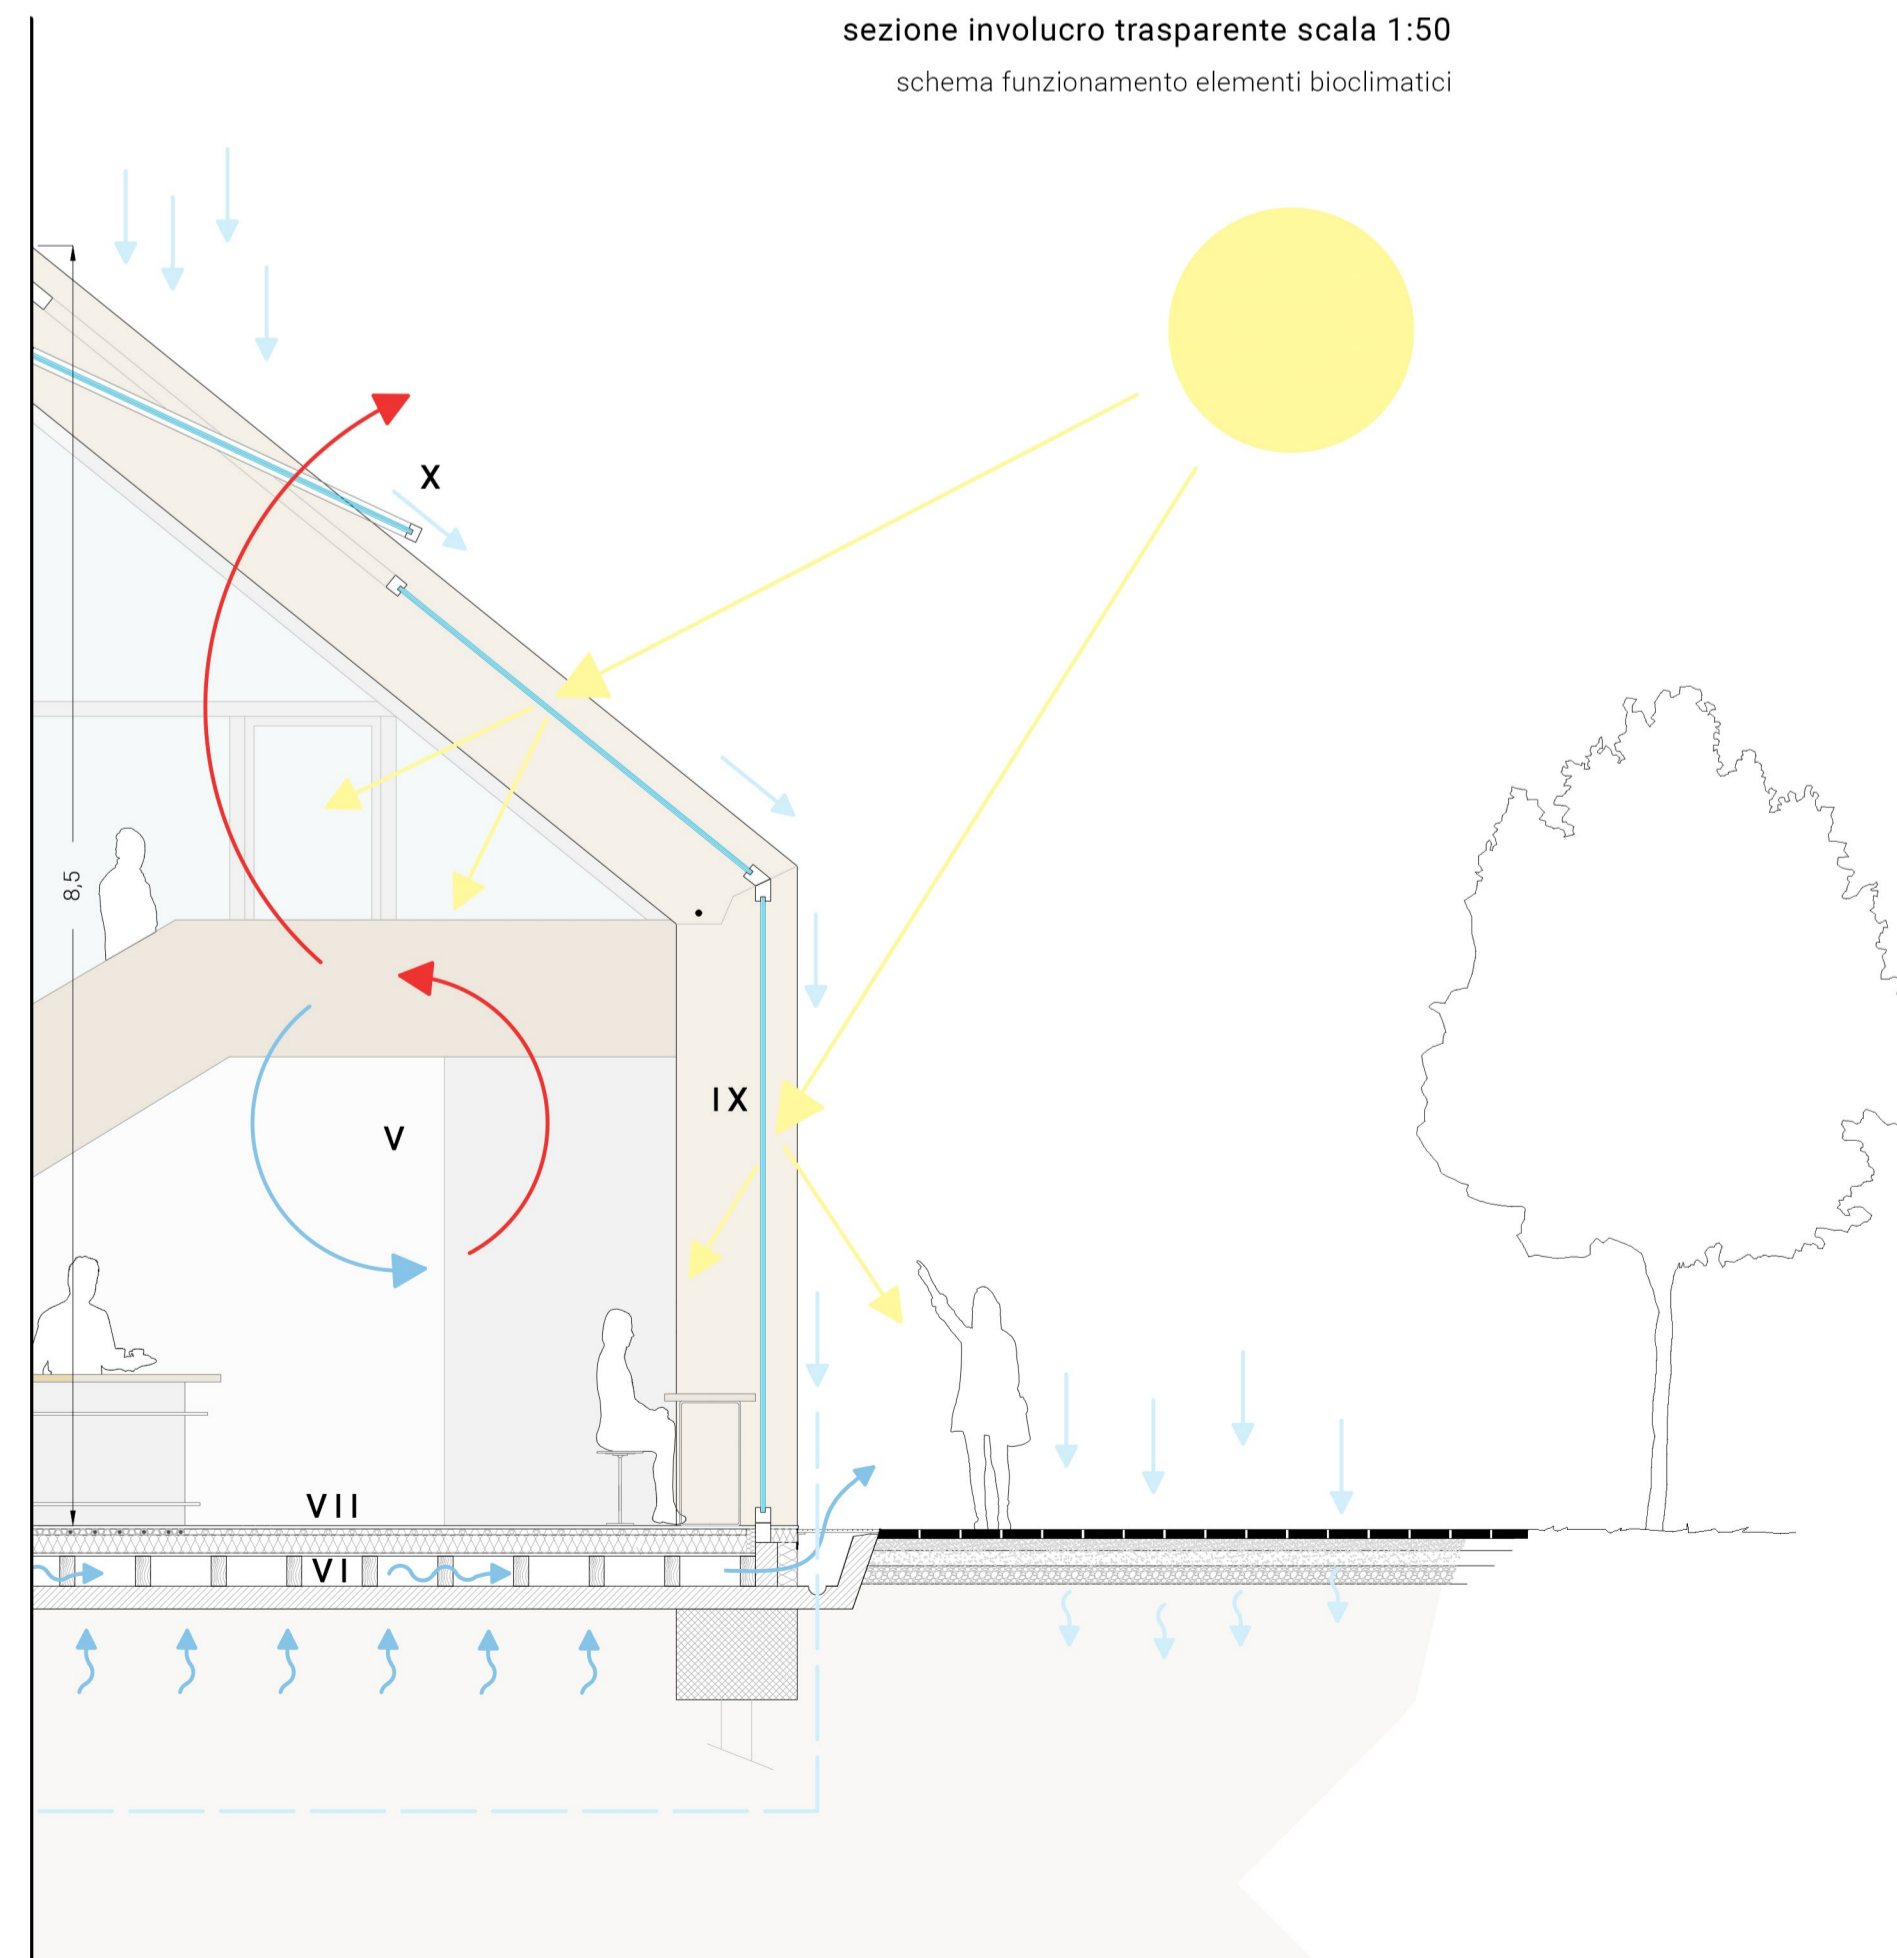 sezione involucro trasparente scala 1:50
schema funzionamento elementi bioclimatici
X
8,5
IX
V
VII
VI